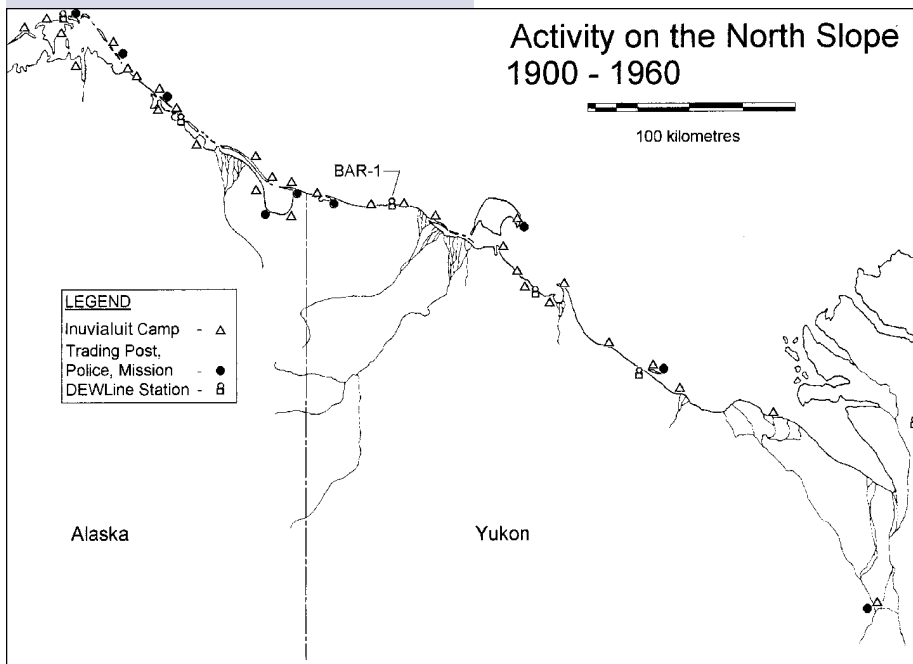 Activity on the North Slope
1900 - 1960
100 kilometres
BAR-1
LEGEND
Inuvialuit Camp -
Trading Post,
Police, Mission -
DEWLine Station -
Alaska
Yukon